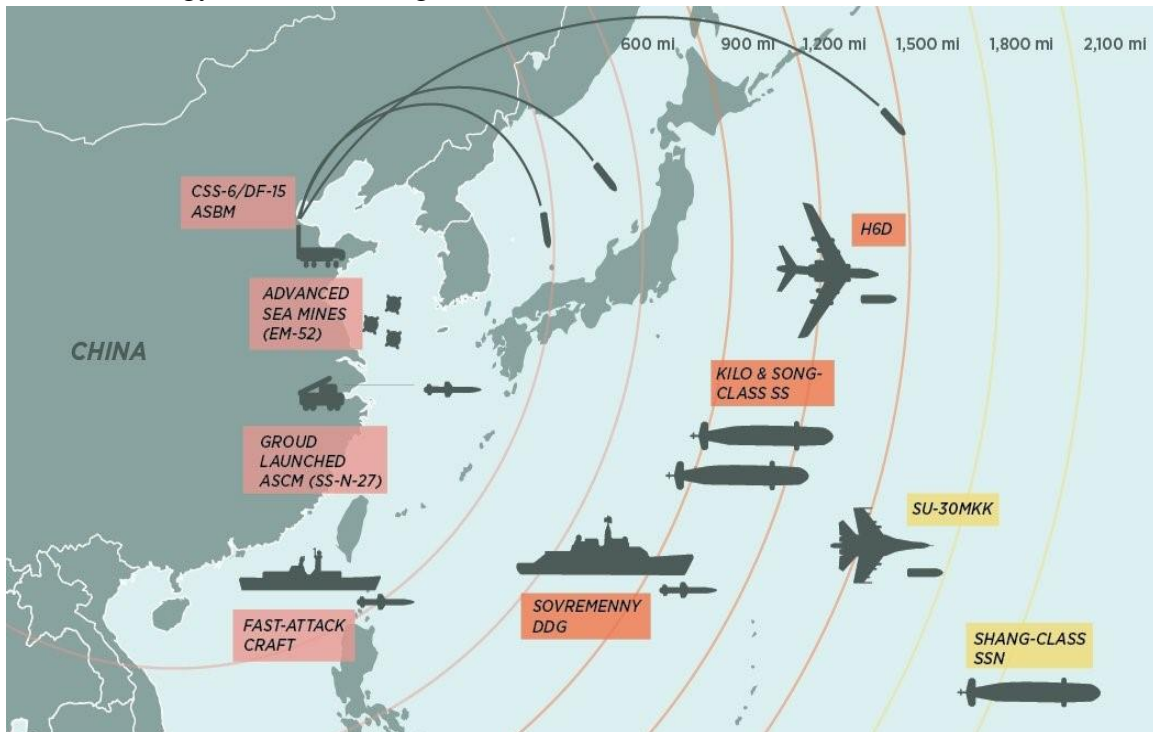 600 mi
900 mi
1,200 mi
1,500 mi
1,800 mi
2,100 mi
CSS-6/DF-15
ASBM
H6D
ADVANCED
SEA MINES
(EM-52)
CHINA
KILO & SONG-
CLASS SS
GROUD
LAUNCHED
ASCM (SS-N-27)
SU-30MKK
FAST-ATTACK
CRAFT
SOVREMENNY
DDG
SHANG-CLASS
SSN